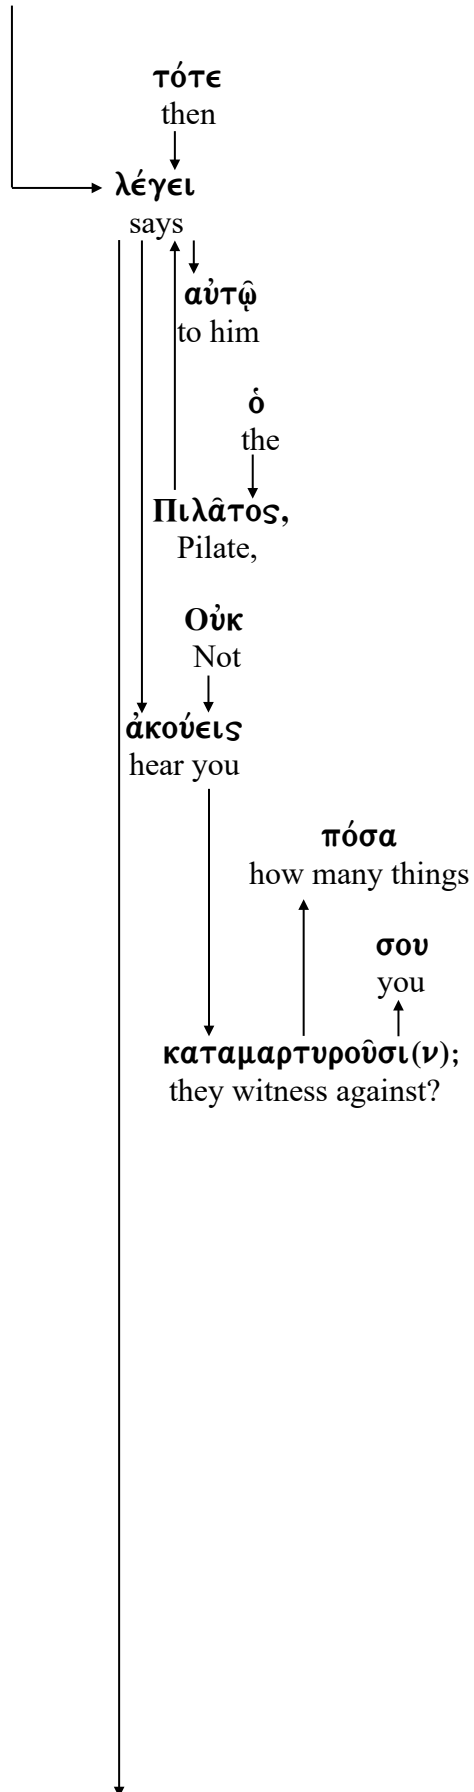 τότε
then
λέγει
says
αὐτῷ
to him
ὁ
the
Πιλᾶτος,
Pilate,
Οὐκ
Not
ἀκούεις
hear you
πόσα
how many things
σου
you
καταμαρτυροῦσι(ν);
they witness against?